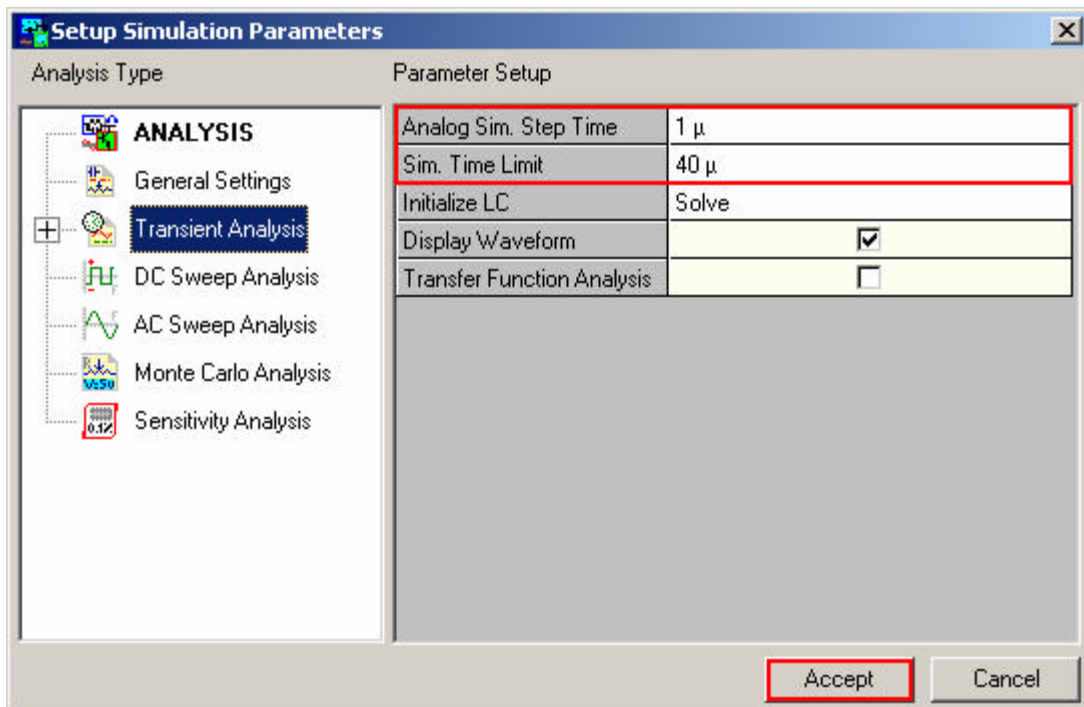 Setup Simulation Parameters
Analysis Type
Parameter Setup
ANALYSIS
General Settings
Transient Analysis
DC Sweep Analysis
AC Sweep Analysis
Monte Carlo Analysis
Sensitivity Analysis
Analog Sim. Step Time 1 µ
Sim. Time Limit 40 µ
Initialize LC Solve
Display Waveform
Transfer Function Analysis
Accept Cancel